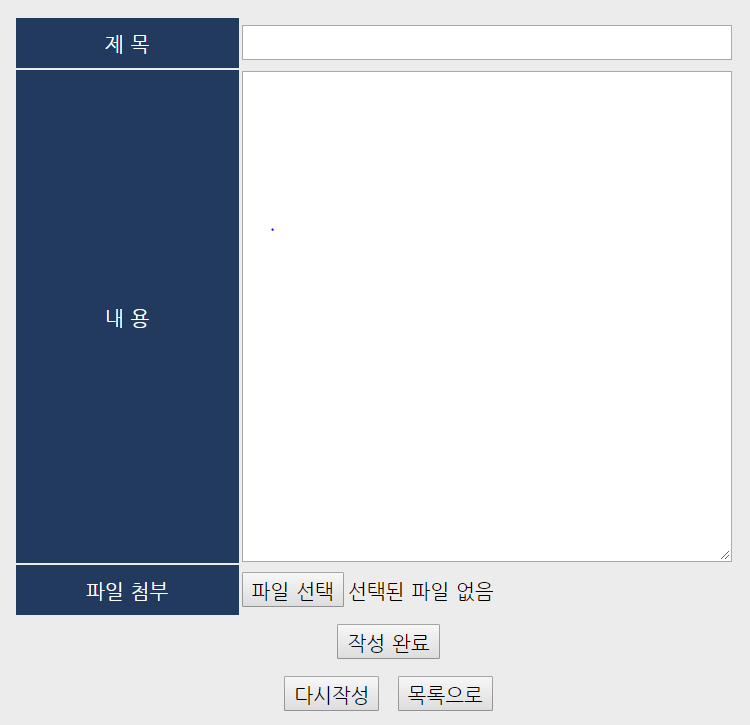 제 목
내 용
파일 첨부
파일 선택 선택된 파일 없음
작성 완료
다시작성 목록으로